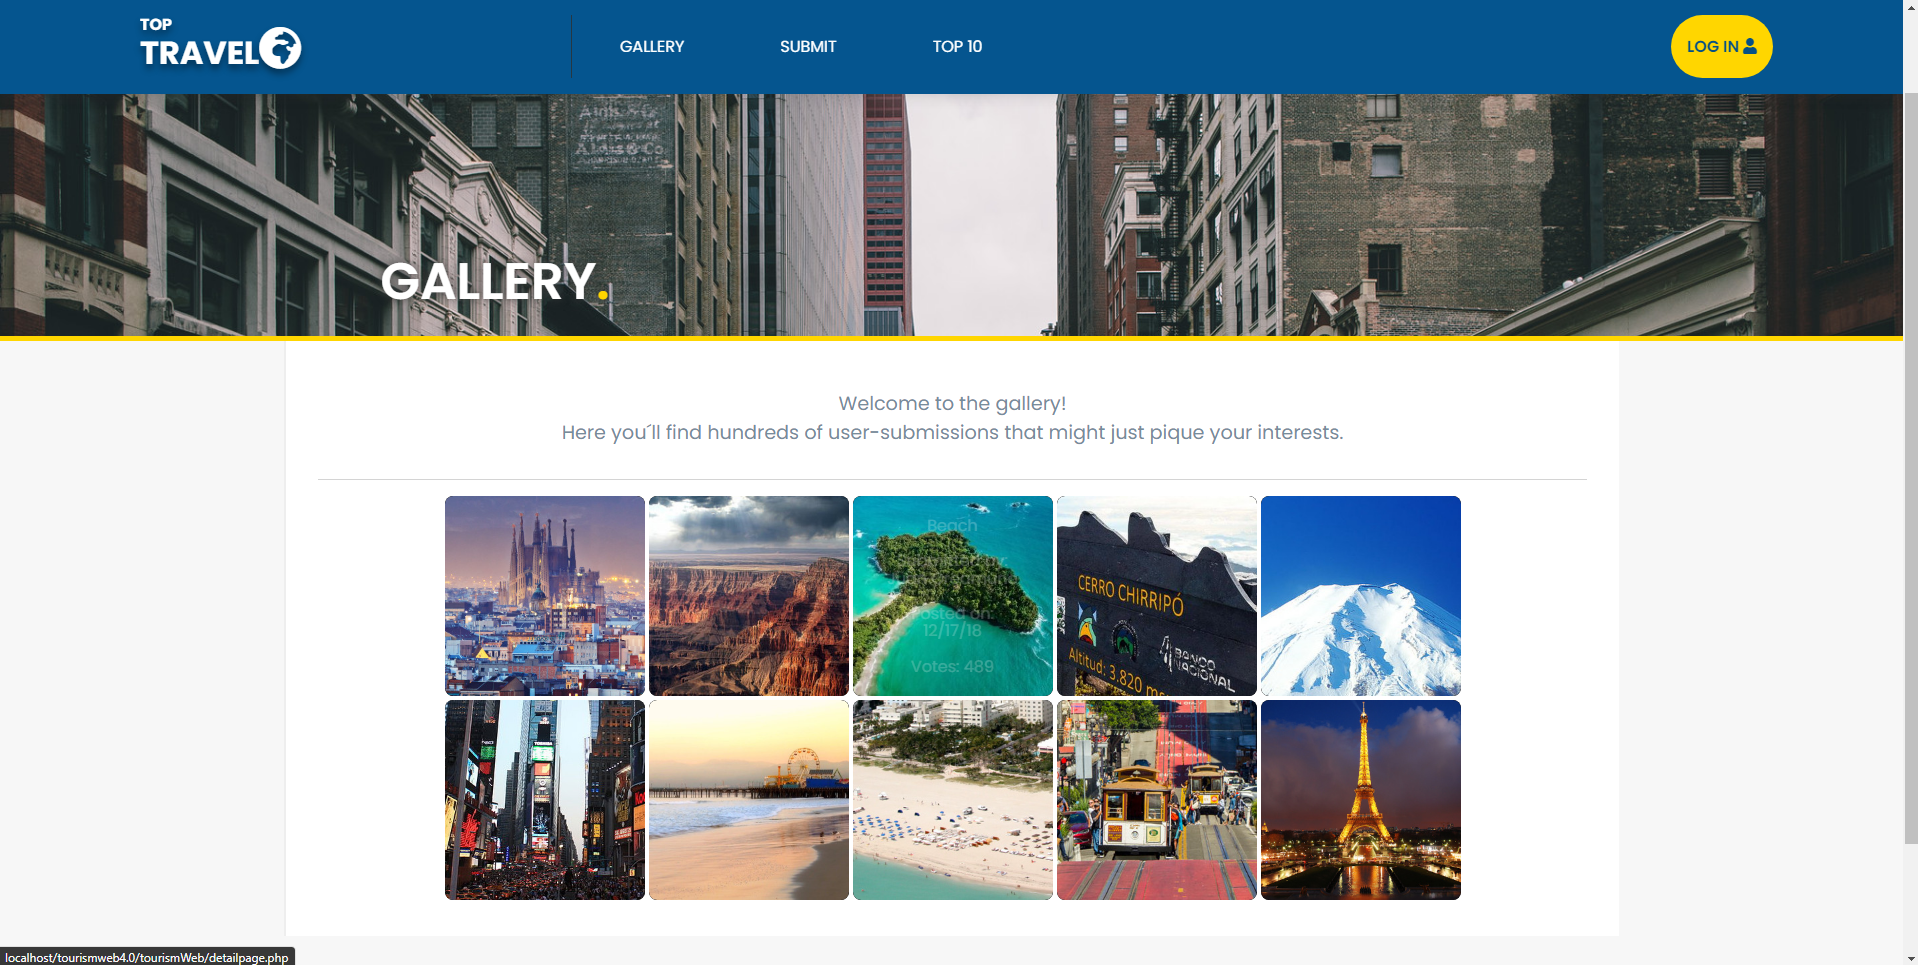 TOP
TRAVEL
GALLERY
SUBMIT
TOP 10
LOG IN
GALLERY.
Welcome to the gallery!
Here you´ll find hundreds of user-submissions that might just pique your interests.
Beach
Posted on:
12/17/18
Votes: 489
CERRO CHIRRIPÓ
BANCO
NACIONAL
Altitud: 3.820
localhost/tourismweb4.0/tourismWeb/detailpage.php